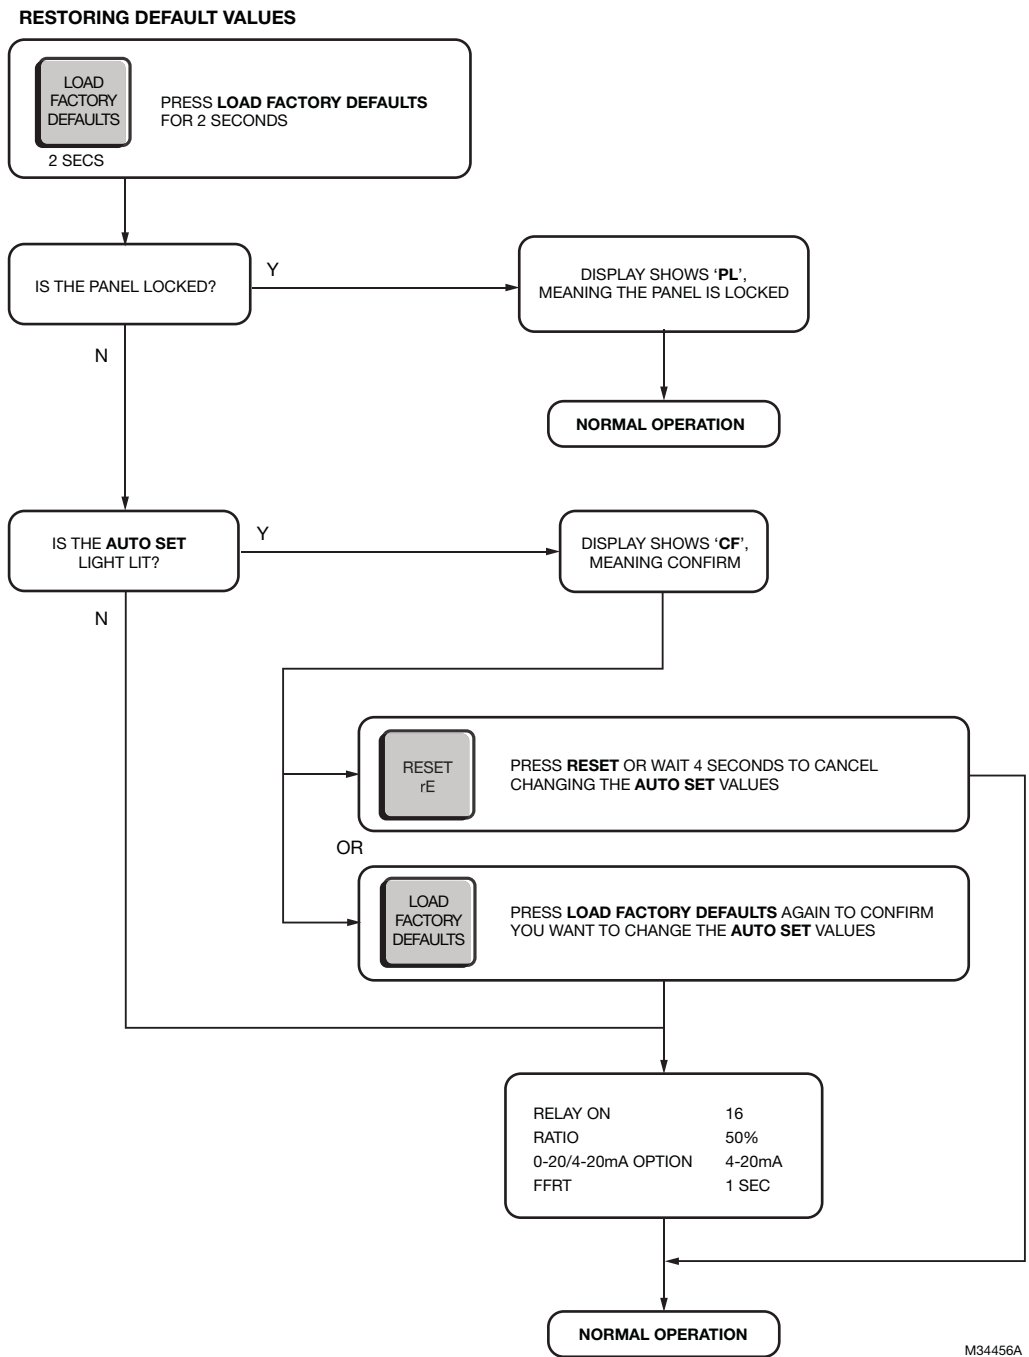 RESTORING DEFAULT VALUES
LOAD
FACTORY
DEFAULTS
2 SECS
PRESS LOAD FACTORY DEFAULTS
FOR 2 SECONDS
IS THE PANEL LOCKED?
Y
DISPLAY SHOWS ‘PL’,
MEANING THE PANEL IS LOCKED
N
NORMAL OPERATION
IS THE AUTO SET
LIGHT LIT?
Y
DISPLAY SHOWS ‘CF’,
MEANING CONFIRM
N
RESET
rE
PRESS RESET OR WAIT 4 SECONDS TO CANCEL
CHANGING THE AUTO SET VALUES
OR
LOAD
FACTORY
DEFAULTS
PRESS LOAD FACTORY DEFAULTS AGAIN TO CONFIRM
YOU WANT TO CHANGE THE AUTO SET VALUES
RELAY ON 16
RATIO 50%
0-20/4-20mA OPTION 4-20mA
FFRT 1 SEC
NORMAL OPERATION
M34456A